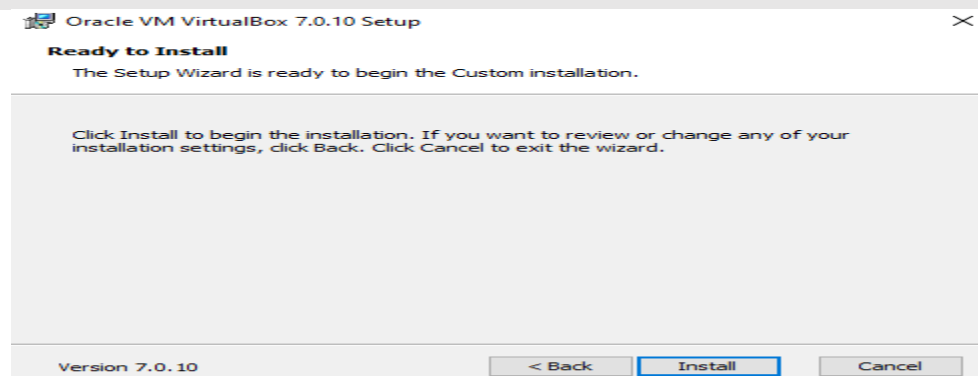 Oracle VM VirtualBox 7.0.10 Setup
Ready to Install
The Setup Wizard is ready to begin the Custom installation.
Click Install to begin the installation. If you want to review or change any of your
installation settings, click Back. Click Cancel to exit the wizard.
Version 7.0.10 < Back Install Cancel